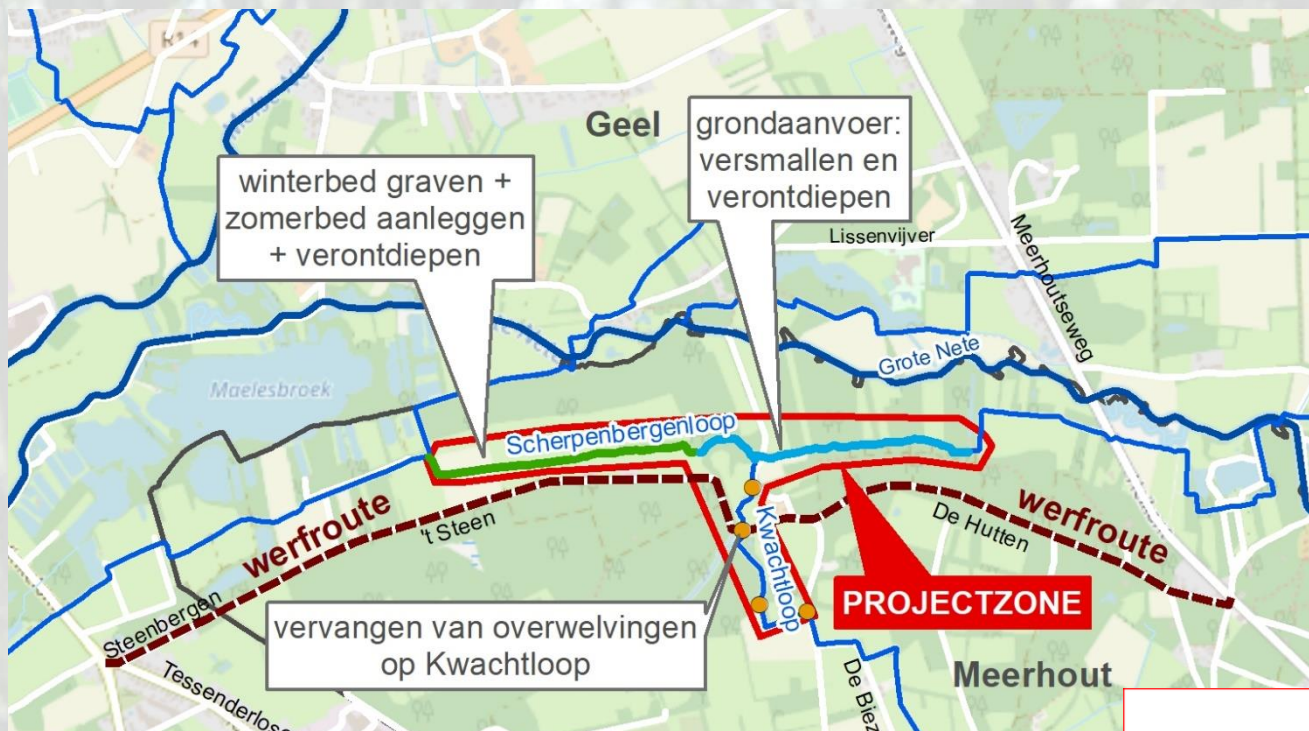 Geel
winterbed graven +
zomerbed aanleggen
+ verontdiepen
grondaanvoer:
versmallen en
verontdiepen
Lissenvijver
Meerhoutseweg
Grote Nete
Maelesbroek
Scherpenbergenloop
werfroute
't Steen
Kwachtloop
De Hutten
werfroute
PROJECTZONE
Steenbergen
vervangen van overwelvingen
op Kwachtloop
Meerhout
Tessenderlose
De Biez